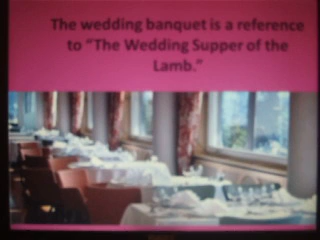 The wedding banquet is a reference
to “The Wedding Supper of the
Lamb.”